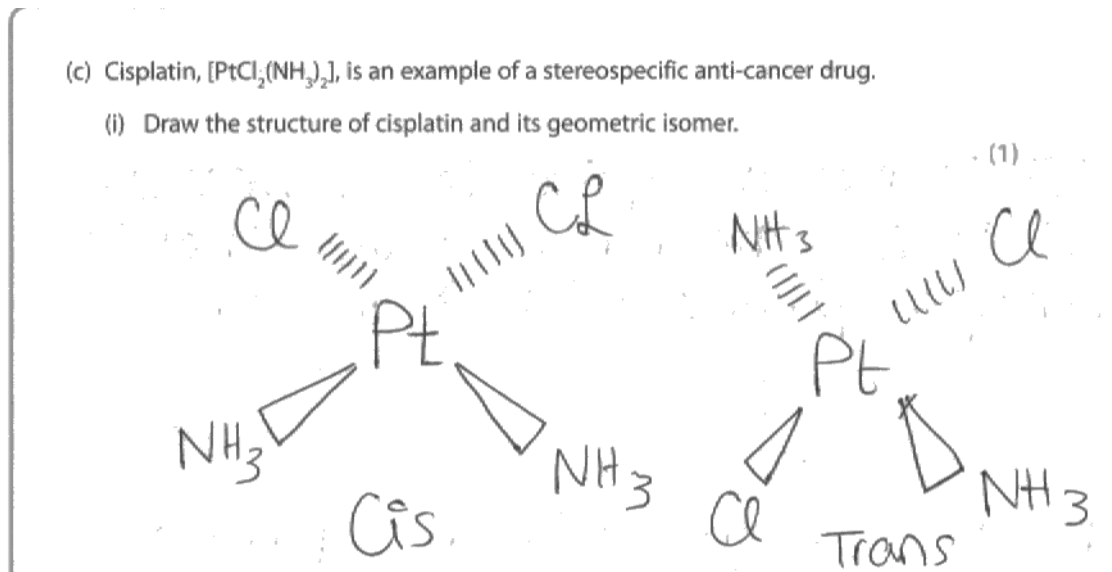 (c) Cisplatin, [PtCl₂(NH₃)₂], is an example of a stereospecific anti-cancer drug.
(i) Draw the structure of cisplatin and its geometric isomer.
(1)
Cl Cl
Pt
NH3 NH3
Cis.
NH3 Cl
Pt
Cl NH3
Trans